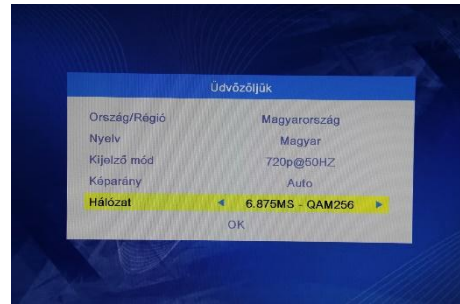 Üdvözöljük
Ország/Régió Magyarország
Nyelv Magyar
Kijelző mód 720p@50HZ
Képarány Auto
Hálózat 6.875MS - QAM256
OK